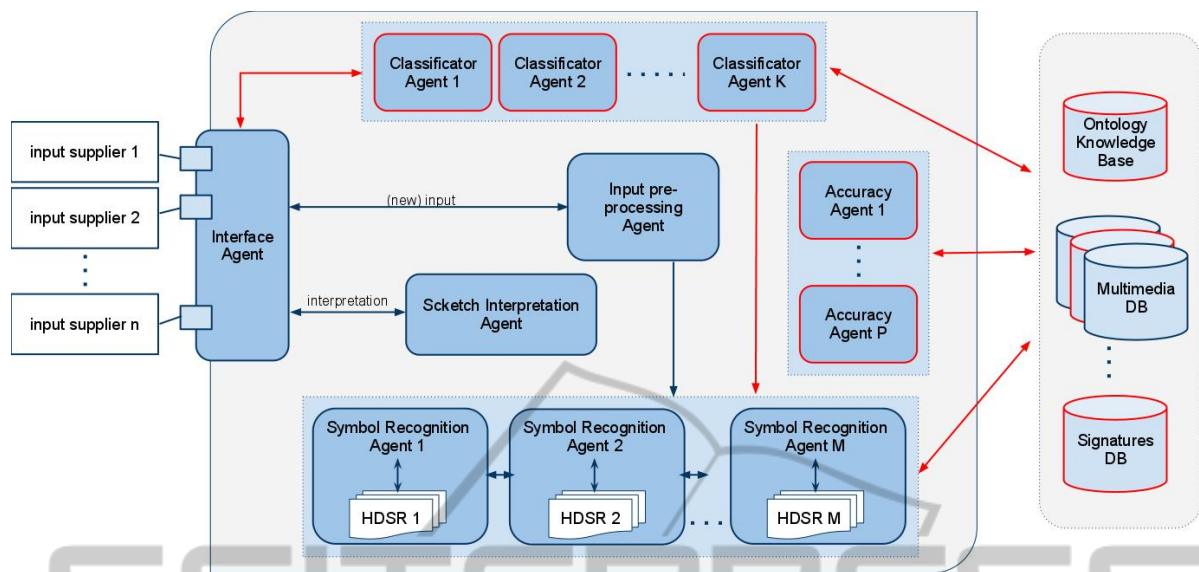 Classificator
Agent 1
Classificator
Agent 2
Classificator
Agent K
input supplier 1
input supplier 2
input supplier n
Interface
Agent
(new) input
Input pre-
processing
Agent
interpretation
Scketch Interpretation
Agent
Accuracy
Agent 1
Accuracy
Agent P
Ontology
Knowledge
Base
Multimedia
DB
Signatures
DB
Symbol Recognition
Agent 1
HDSR 1
Symbol Recognition
Agent 2
HDSR 2
Symbol Recognition
Agent M
HDSR M